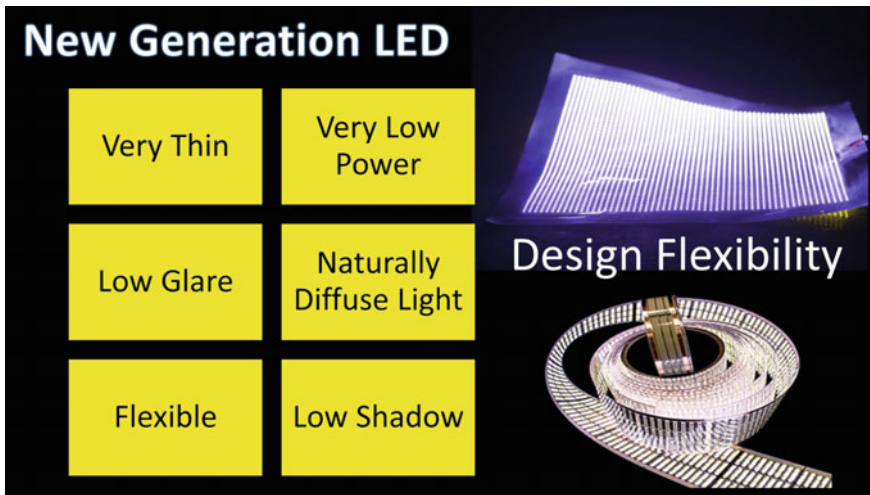 New Generation LED
Very Thin
Very Low
Power
Low Glare
Naturally
Diffuse Light
Flexible
Low Shadow
Design Flexibility